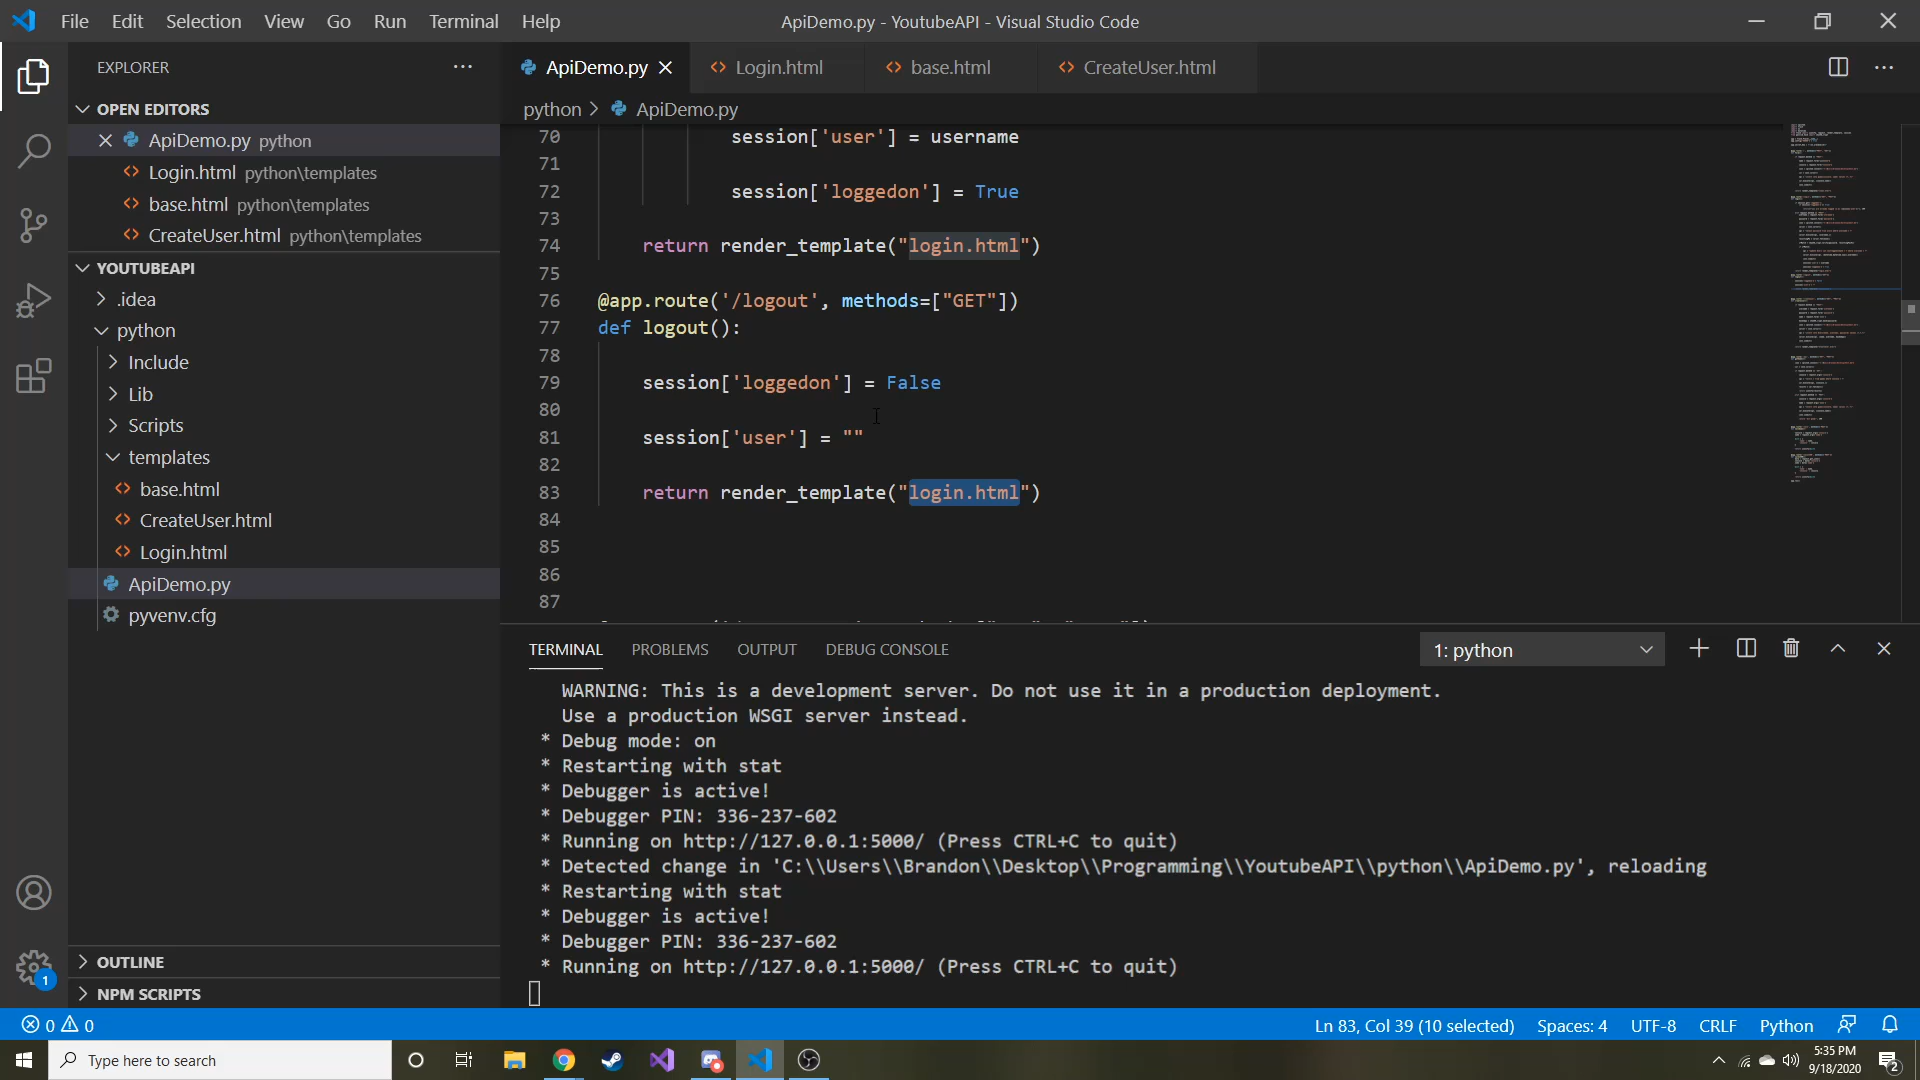 File Edit Selection View Go Run Terminal Help
ApiDemo.py - YoutubeAPI - Visual Studio Code
EXPLORER
OPEN EDITORS
ApiDemo.py python
Login.html python\templates
base.html python\templates
CreateUser.html python\templates
YOUTUBEAPI
.idea
python
Include
Lib
Scripts
templates
base.html
CreateUser.html
Login.html
ApiDemo.py
pyvenv.cfg
OUTLINE
NPM SCRIPTS
1
ApiDemo.py Login.html base.html CreateUser.html
python > ApiDemo.py
70 session['user'] = username
71
72 session['loggedon'] = True
73
74 return render_template("login.html")
75
76 @app.route('/logout', methods=["GET"])
77 def logout():
78
79 session['loggedon'] = False
80
81 session['user'] = ""
82
83 return render_template("login.html")
84
85
86
87
TERMINAL PROBLEMS OUTPUT DEBUG CONSOLE
1: python
WARNING: This is a development server. Do not use it in a production deployment.
Use a production WSGI server instead.
* Debug mode: on
* Restarting with stat
* Debugger is active!
* Debugger PIN: 336-237-602
* Running on http://127.0.0.1:5000/ (Press CTRL+C to quit)
* Detected change in 'C:\\Users\\Brandon\\Desktop\\Programming\\YoutubeAPI\\python\\ApiDemo.py', reloading
* Restarting with stat
* Debugger is active!
* Debugger PIN: 336-237-602
* Running on http://127.0.0.1:5000/ (Press CTRL+C to quit)
0 0
Ln 83, Col 39 (10 selected) Spaces: 4 UTF-8 CRLF Python
Type here to search
5:35 PM
9/18/2020
2